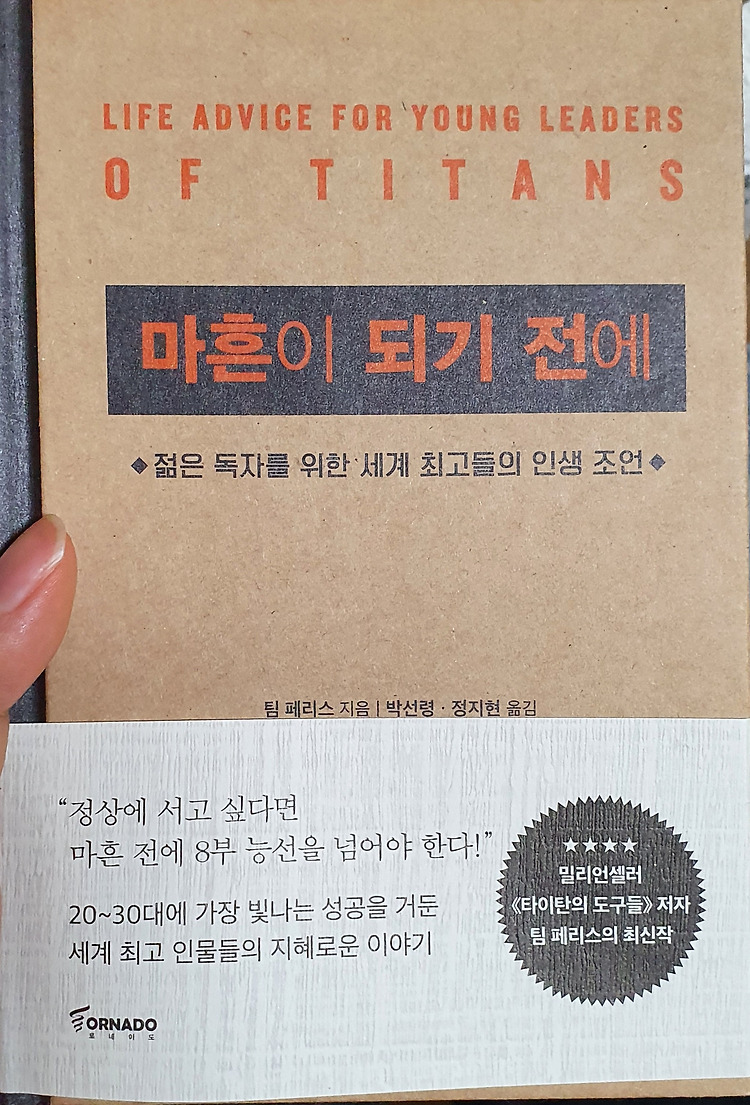 LIFE ADVICE FOR YOUNG LEADERS
OF TITANS
마흔이 되기 전에
◆젊은 독자를 위한 세계 최고들의 인생 조언◆
팀 페리스 지음 | 박선령 · 정지현 옮김
“정상에 서고 싶다면
마흔 전에 8부 능선을 넘어야 한다!”
20~30대에 가장 빛나는 성공을 거둔
세계 최고 인물들의 지혜로운 이야기
★★★★
밀리언셀러
《타이탄의 도구들》 저자
팀 페리스의 최신작
TORNADO
토네이도